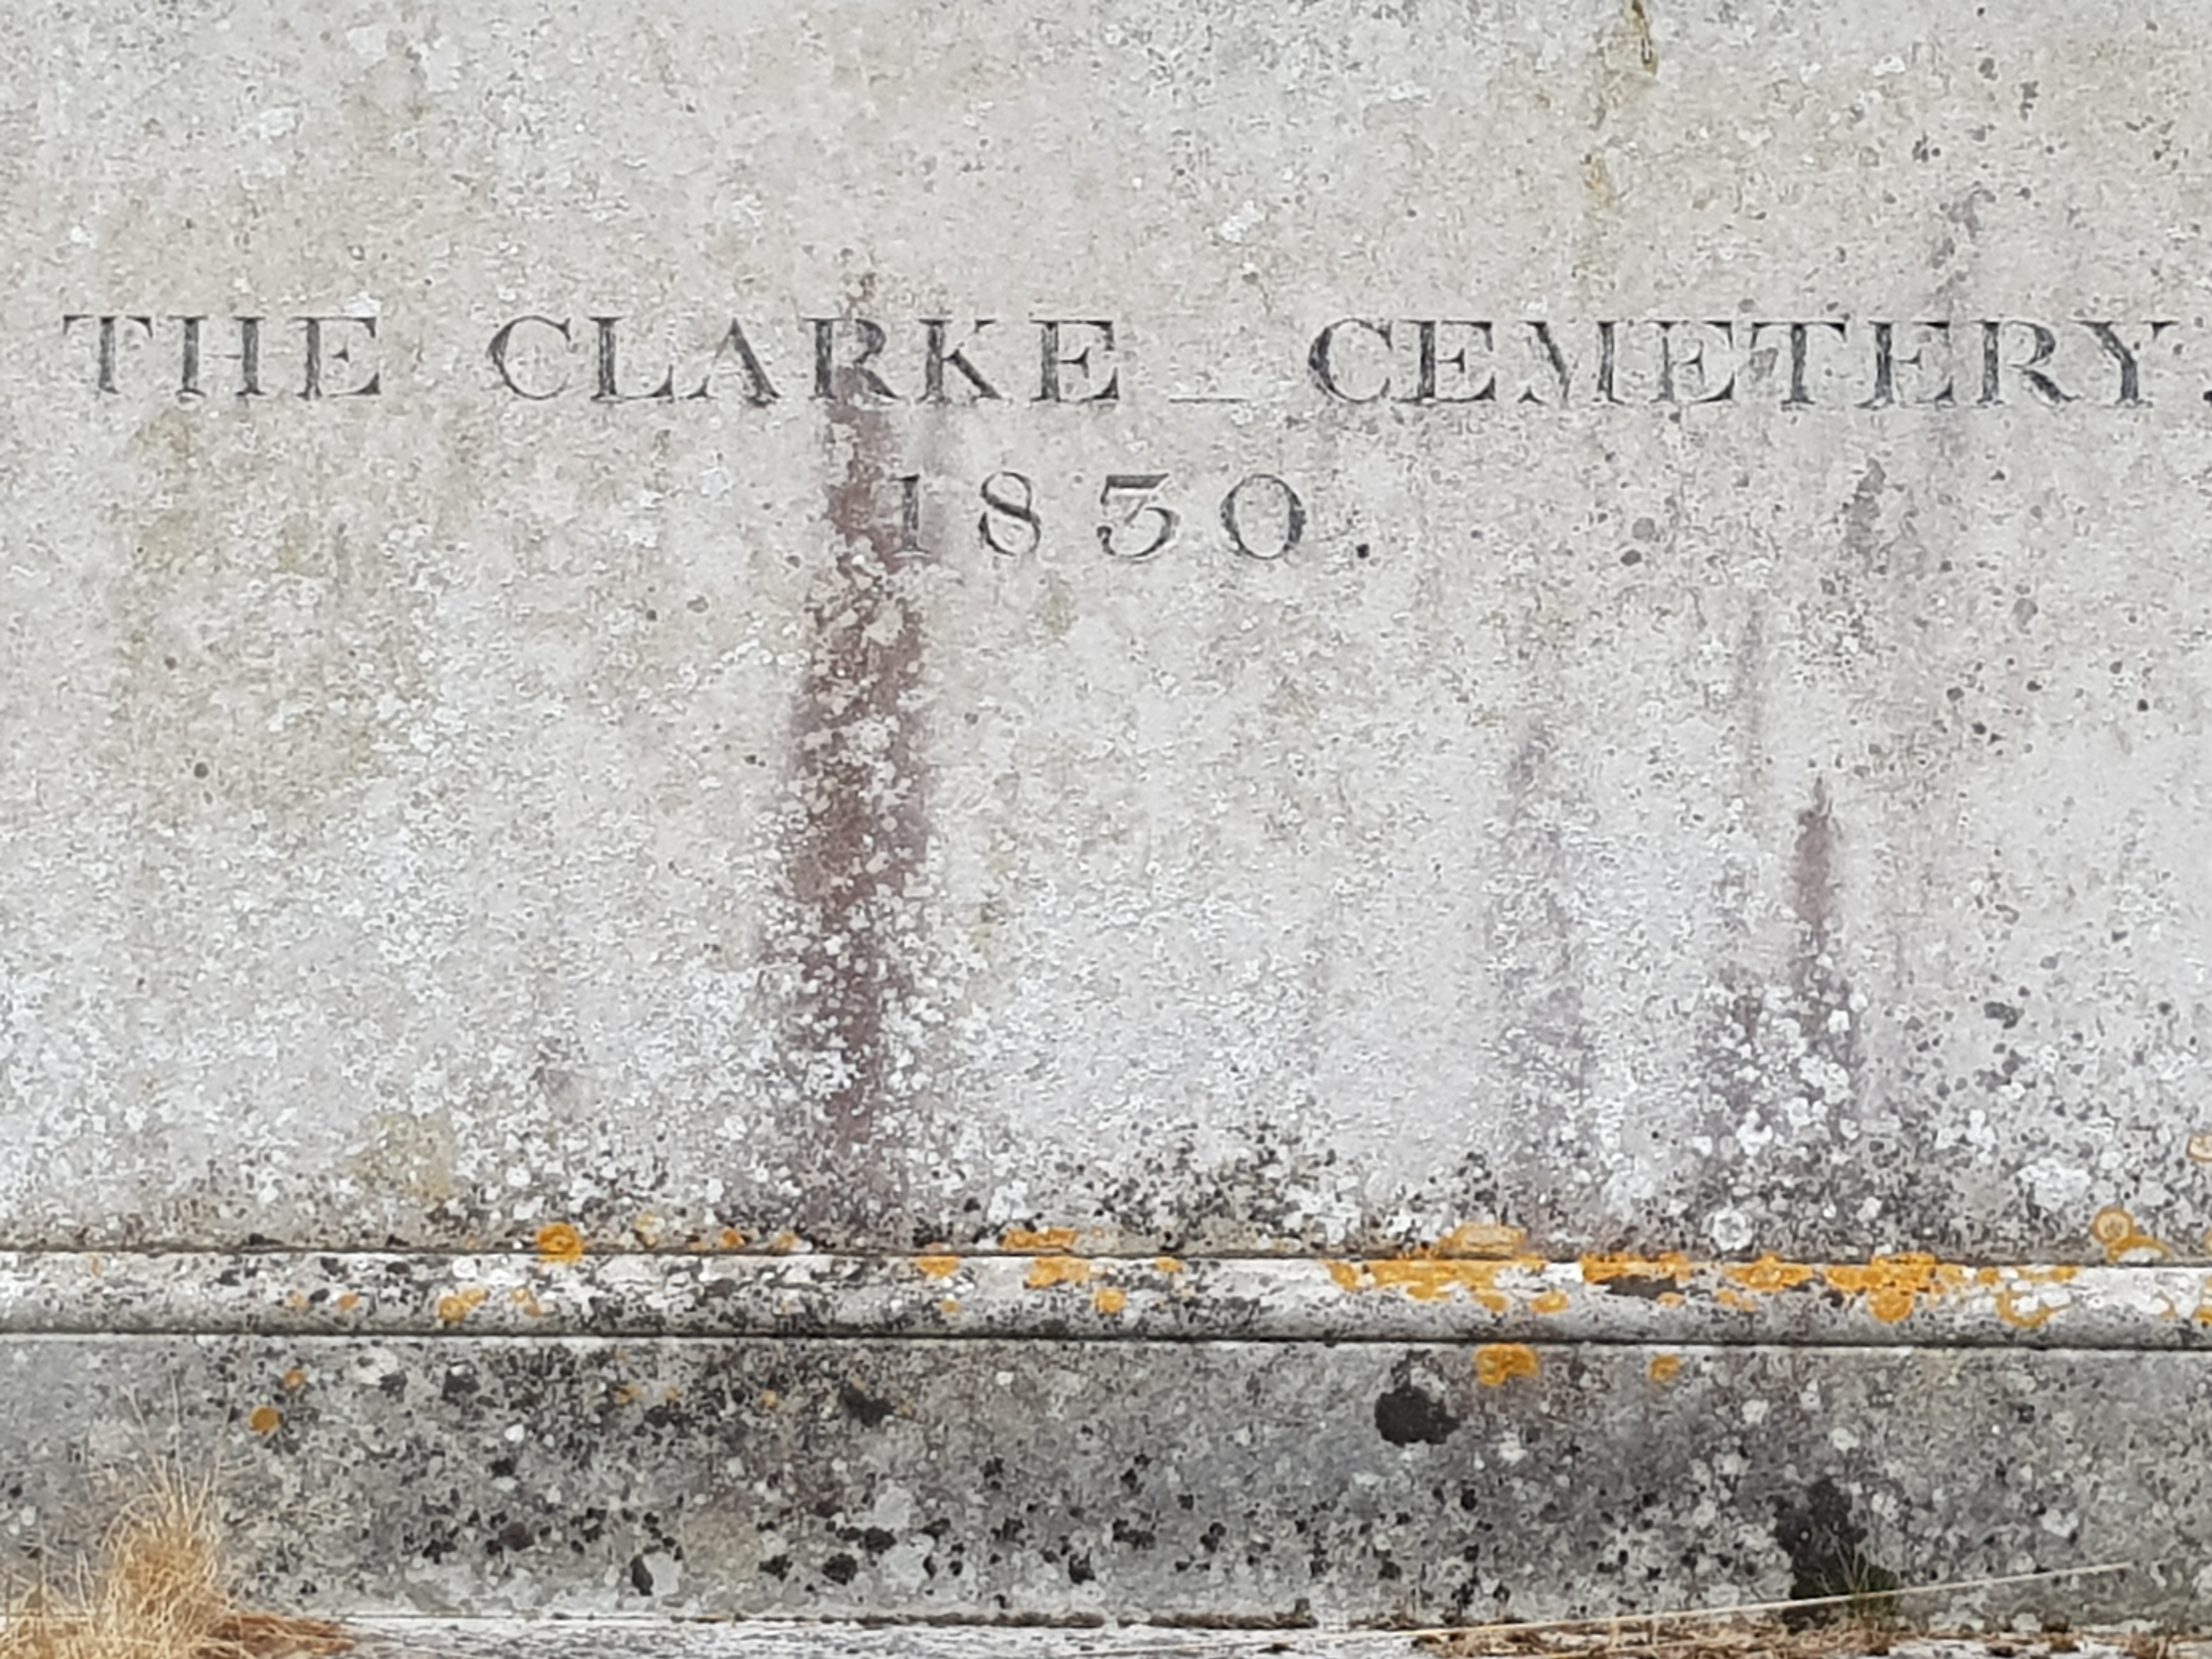 THE CLARKE _ CEMETERY.
1830.